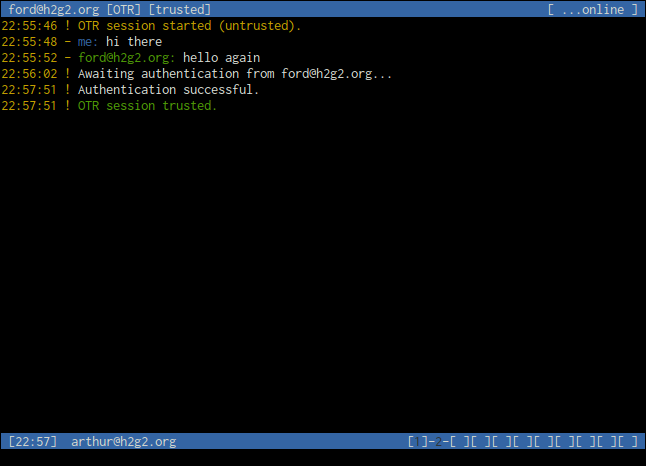 ford@h2g2.org [OTR] [trusted] [ ...online ]
22:55:46 ! OTR session started (untrusted).
22:55:48 - me: hi there
22:55:52 - ford@h2g2.org: hello again
22:56:02 ! Awaiting authentication from ford@h2g2.org...
22:57:51 ! Authentication successful.
22:57:51 ! OTR session trusted.
[22:57] arthur@h2g2.org [1]-2-[ ][ ][ ][ ][ ][ ][ ][ ][ ]